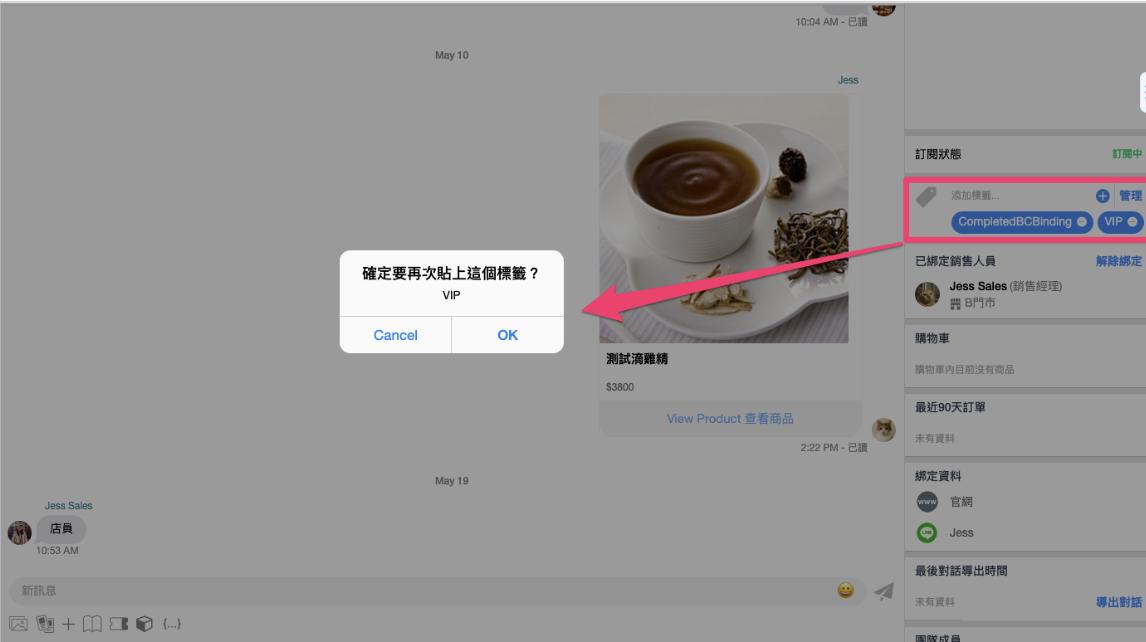 10:04 AM - 已讀
May 10
Jess
測試滴雞精
$3800
View Product 查看商品
2:22 PM - 已讀
May 19
Jess Sales
店員
10:53 AM
新訊息
{...}
確定要再次貼上這個標籤？
VIP
Cancel
OK
訂閱狀態
訂閱中
添加標籤...
管理
CompletedBCBinding
VIP
已綁定銷售人員
解除綁定
Jess Sales (銷售經理)
B門市
購物車
購物車內目前沒有商品
最近90天訂單
未有資料
綁定資料
www
官網
LINE
Jess
最後對話導出時間
未有資料
導出對話
團隊成員